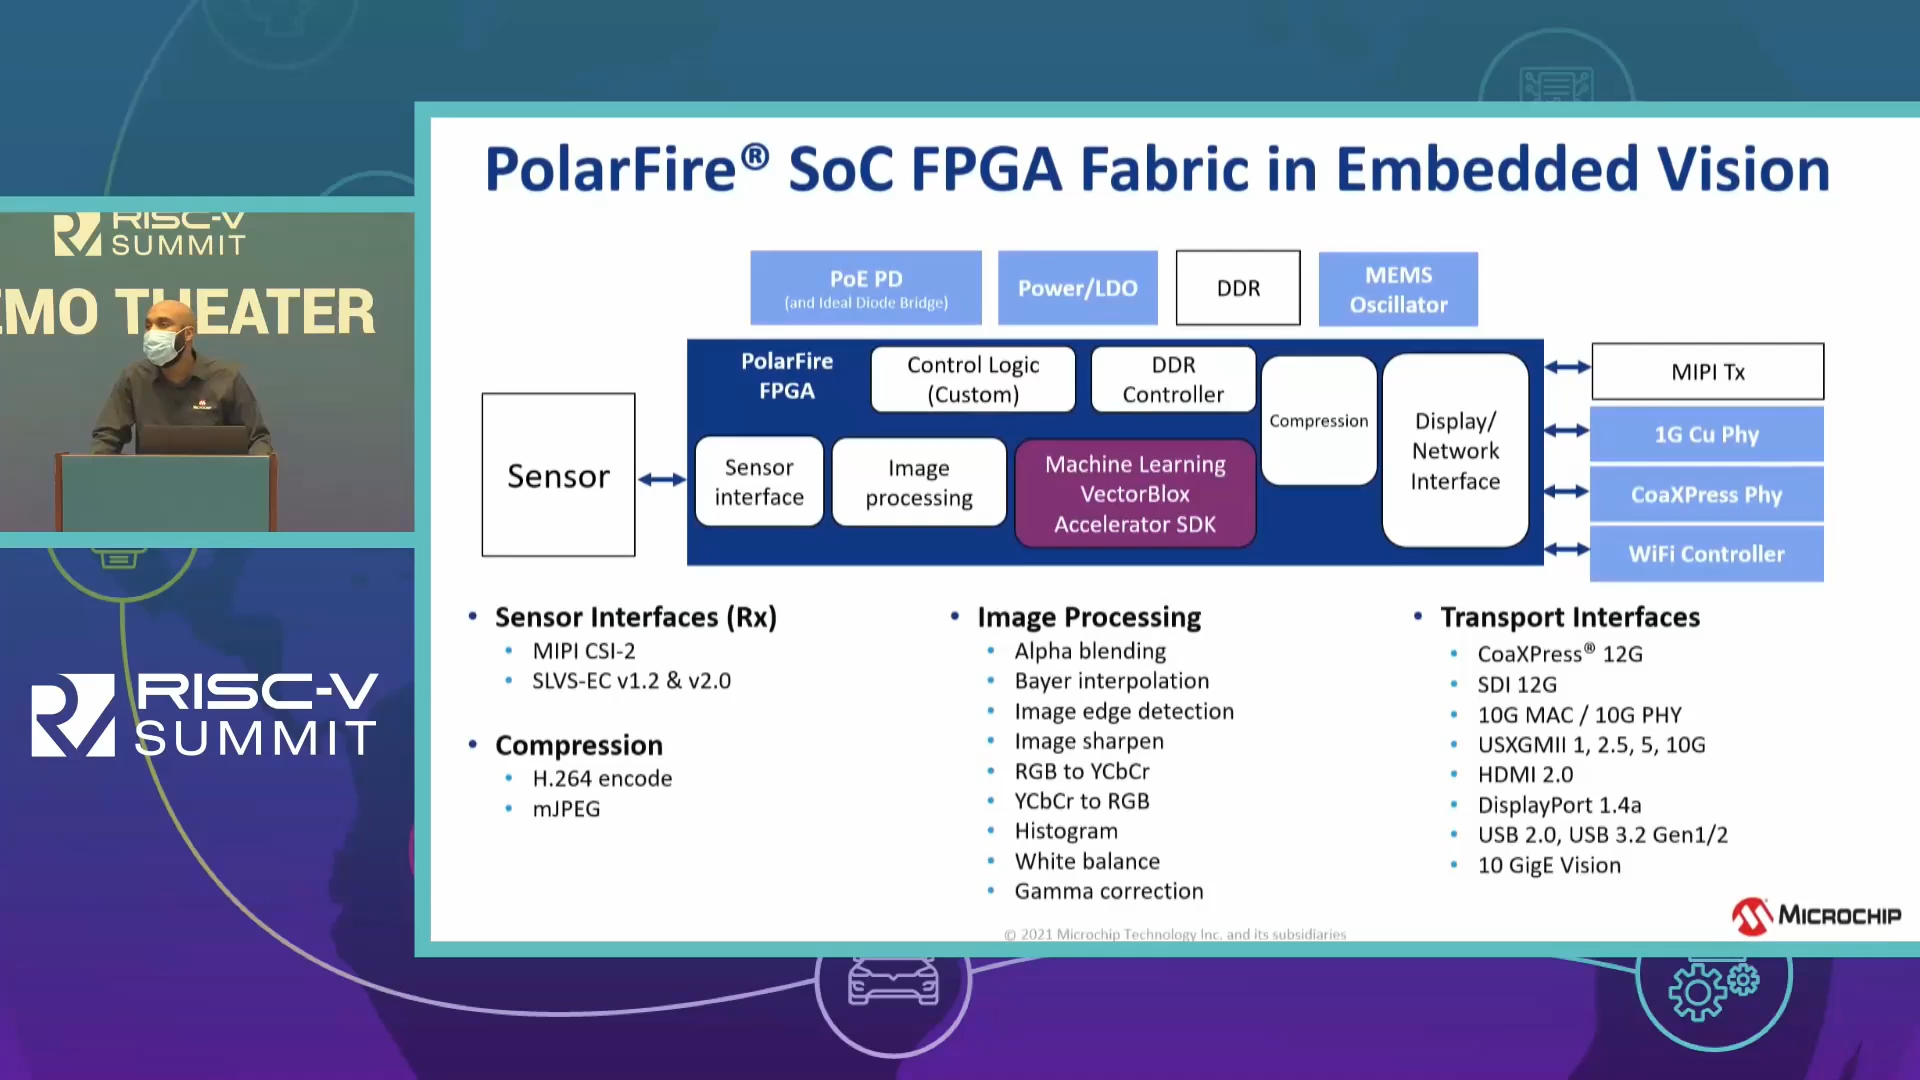 PolarFire® SoC FPGA Fabric in Embedded Vision
RISC-V
SUMMIT
EMO THEATER
MICROCHIP
RISC-V
SUMMIT
PoE PD
(and Ideal Diode Bridge)
Power/LDO
DDR
MEMS
Oscillator
Sensor
PolarFire
FPGA
Control Logic
(Custom)
DDR
Controller
Sensor
interface
Image
processing
Machine Learning
VectorBlox
Accelerator SDK
Compression
Display/
Network
Interface
MIPI Tx
1G Cu Phy
CoaXPress Phy
WiFi Controller
• Sensor Interfaces (Rx)
• MIPI CSI-2
• SLVS-EC v1.2 & v2.0
• Compression
• H.264 encode
• mJPEG
• Image Processing
• Alpha blending
• Bayer interpolation
• Image edge detection
• Image sharpen
• RGB to YCbCr
• YCbCr to RGB
• Histogram
• White balance
• Gamma correction
• Transport Interfaces
• CoaXPress® 12G
• SDI 12G
• 10G MAC / 10G PHY
• USXGMII 1, 2.5, 5, 10G
• HDMI 2.0
• DisplayPort 1.4a
• USB 2.0, USB 3.2 Gen1/2
• 10 GigE Vision
MICROCHIP
© 2021 Microchip Technology Inc. and its subsidiaries